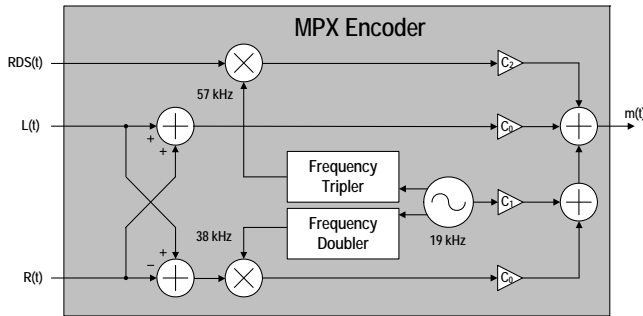 MPX Encoder
RDS(t)
C2
57 kHz
L(t)
+
+
C0
m(t)
Frequency
Tripler
C1
Frequency
Doubler
19 kHz
38 kHz
+
–
R(t)
C0